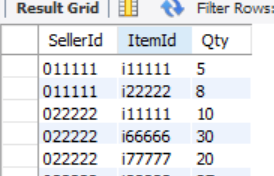 Result Grid Filter Rows:
SellerId ItemId Qty
011111 i11111 5
011111 i22222 8
022222 i11111 10
022222 i66666 30
022222 i77777 20